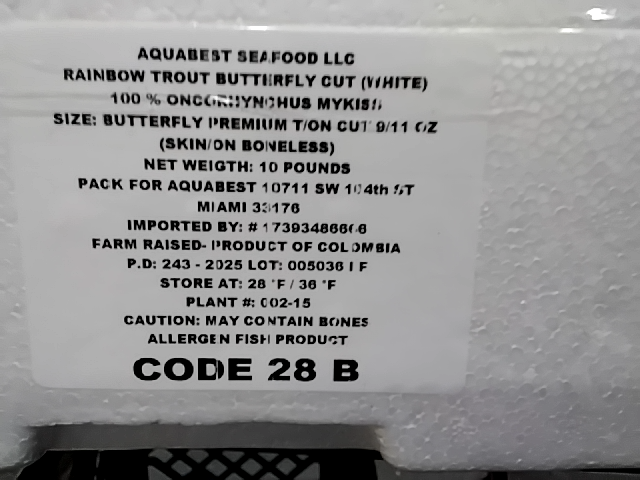 AQUABEST SEAFOOD LLC
RAINBOW TROUT BUTTERFLY CUT (WHITE)
100 % ONCORHYNCHUS MYKISS
SIZE: BUTTERFLY PREMIUM T/ON CUT 9/11 OZ
(SKIN/ON BONELESS)
NET WEIGTH: 10 POUNDS
PACK FOR AQUABEST 10711 SW 104th ST
MIAMI 33176
IMPORTED BY: #
FARM RAISED- PRODUCT OF COLOMBIA
P.D: 243 - 2025 LOT: 005036
STORE AT: 28 °F / 36 °F
PLANT #: 002-15
CAUTION: MAY CONTAIN BONES
ALLERGEN FISH PRODUCT
CODE 28 B